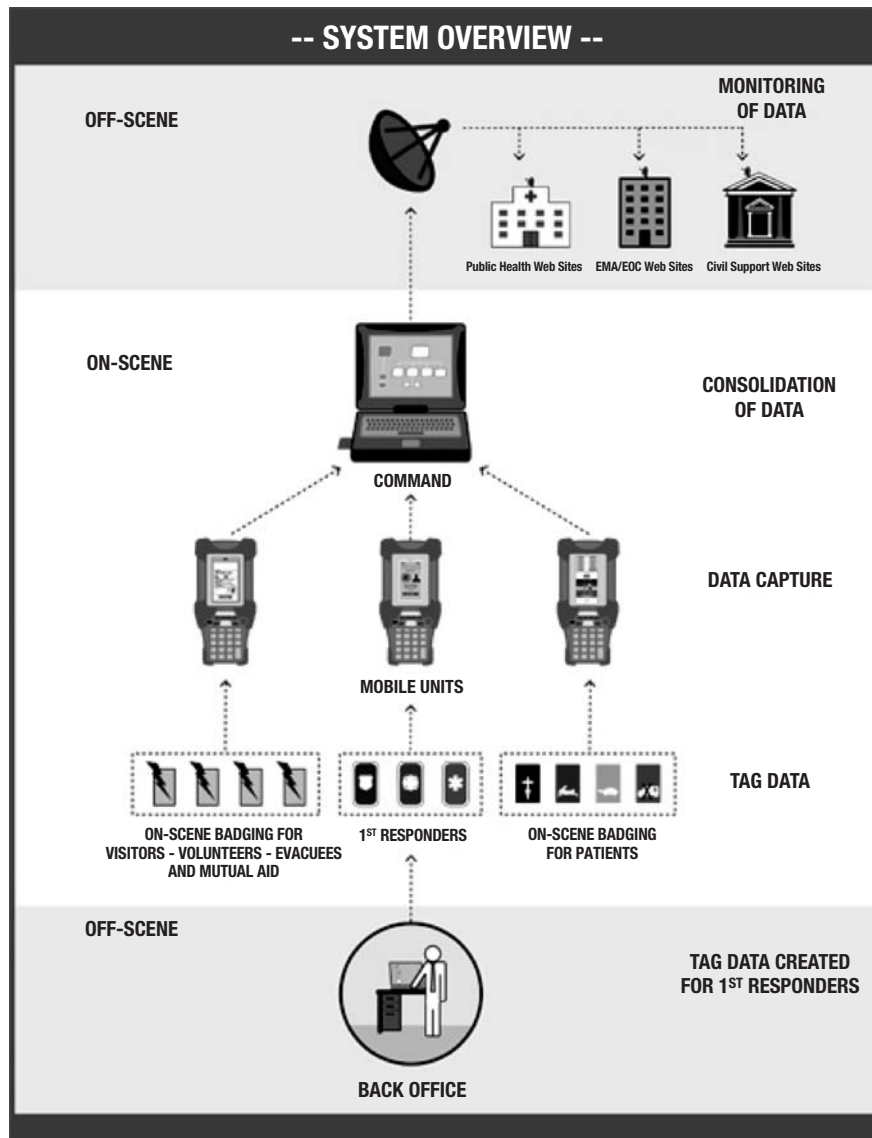 -- SYSTEM OVERVIEW --
OFF-SCENE
MONITORING
OF DATA
Public Health Web Sites
EMA/EOC Web Sites
Civil Support Web Sites
ON-SCENE
CONSOLIDATION
OF DATA
COMMAND
DATA CAPTURE
MOBILE UNITS
TAG DATA
ON-SCENE BADGING FOR
VISITORS - VOLUNTEERS - EVACUEES
AND MUTUAL AID
1ST RESPONDERS
ON-SCENE BADGING
FOR PATIENTS
OFF-SCENE
TAG DATA CREATED
FOR 1ST RESPONDERS
BACK OFFICE